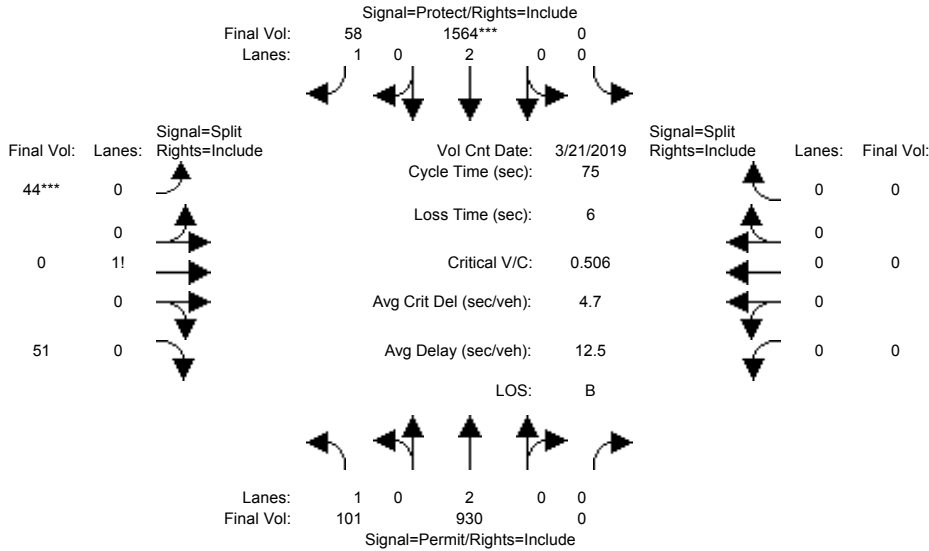 Signal=Protect/Rights=Include
Final Vol: 58 1564*** 0
Lanes: 1 0 2 0 0
Signal=Split Signal=Split
Final Vol: Lanes: Rights=Include Vol Cnt Date: 3/21/2019 Rights=Include Lanes: Final Vol:
Cycle Time (sec): 75
44*** 0 0 0
Loss Time (sec): 6
0 0
0 1! Critical V/C: 0.506 0 0
0 Avg Crit Del (sec/veh): 4.7 0
51 0 Avg Delay (sec/veh): 12.5 0 0
LOS: B
Lanes: 1 0 2 0 0
Final Vol: 101 930 0
Signal=Permit/Rights=Include